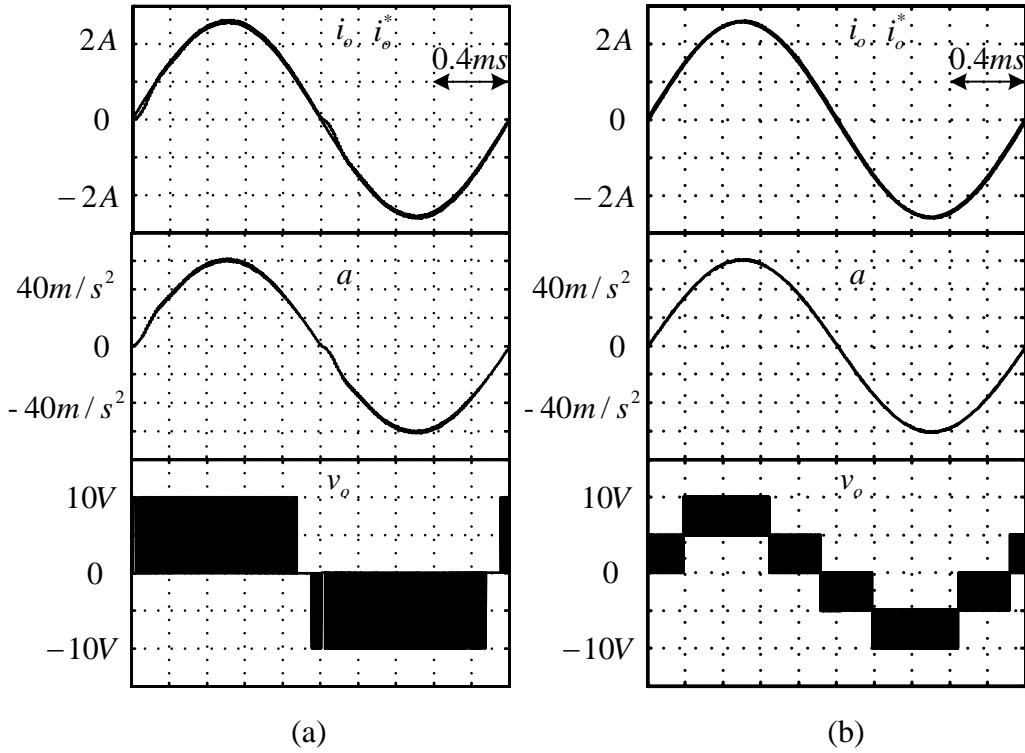 2A
0
−2A
i_o i_o^*
0.4ms
40m/s^2
0
-40m/s^2
a
10V
0
−10V
v_o
(a)
2A
0
−2A
i_o i_o^*
0.4ms
40m/s^2
0
-40m/s^2
a
10V
0
−10V
v_o
(b)